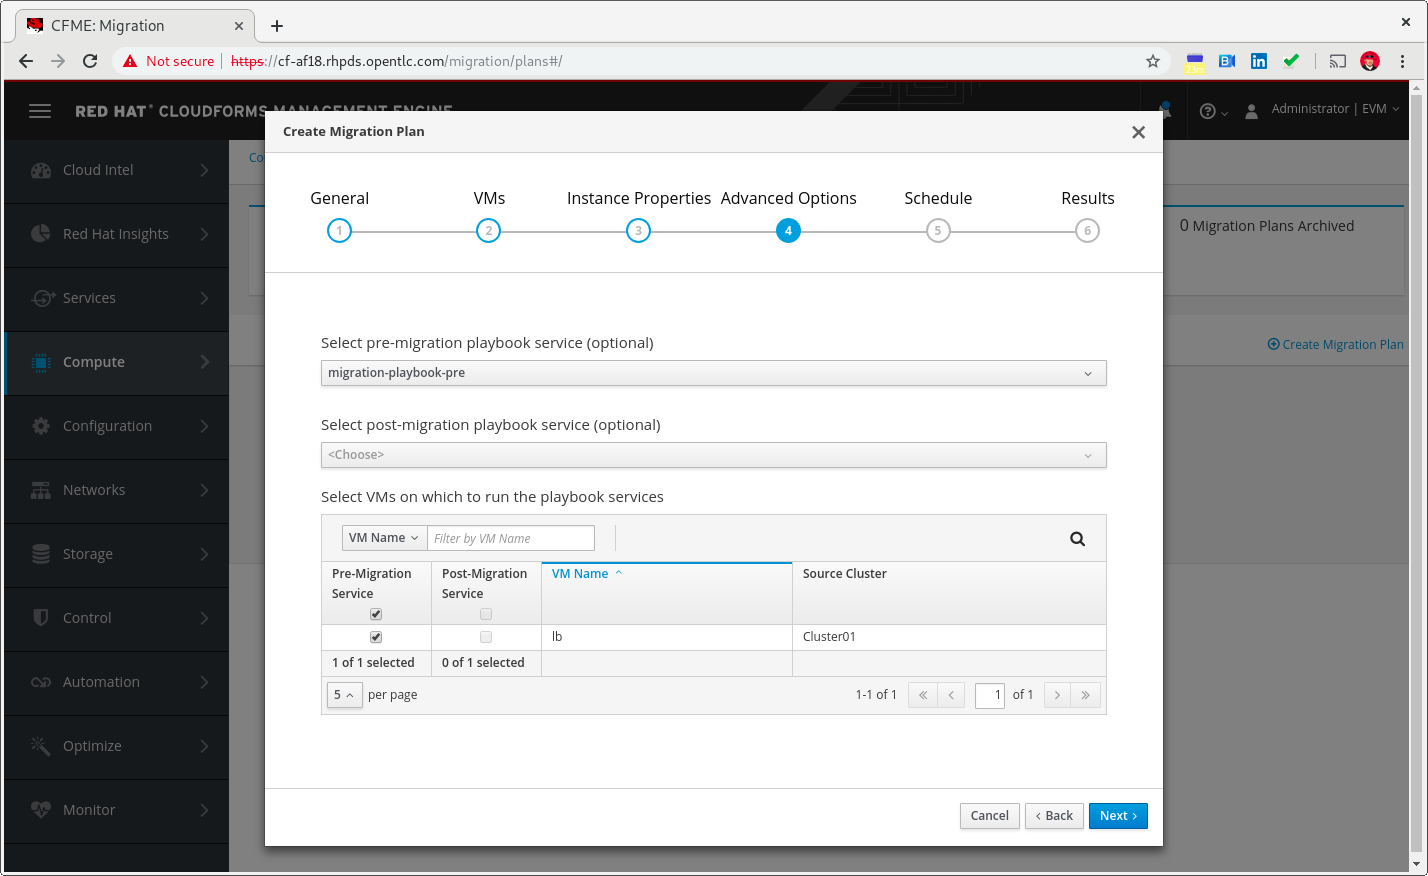 CFME: Migration
Not secure
https://cf-af18.rhpds.opentlc.com/migration/plans#/
RED HAT® CLOUDFORMS MANAGEMENT ENGINE
Administrator | EVM
Create Migration Plan
Cloud Intel
Red Hat Insights
Services
Compute
Configuration
Networks
Storage
Control
Automation
Optimize
Monitor
Co
0 Migration Plans Archived
Create Migration Plan
General
VMs
Instance Properties
Advanced Options
Schedule
Results
1
2
3
4
5
6
Select pre-migration playbook service (optional)
migration-playbook-pre
Select post-migration playbook service (optional)
<Choose>
Select VMs on which to run the playbook services
VM Name
Filter by VM Name
Pre-Migration
Service
Post-Migration
Service
VM Name
Source Cluster
lb
Cluster01
1 of 1 selected
0 of 1 selected
5
per page
1-1 of 1
1
of 1
Cancel
Back
Next